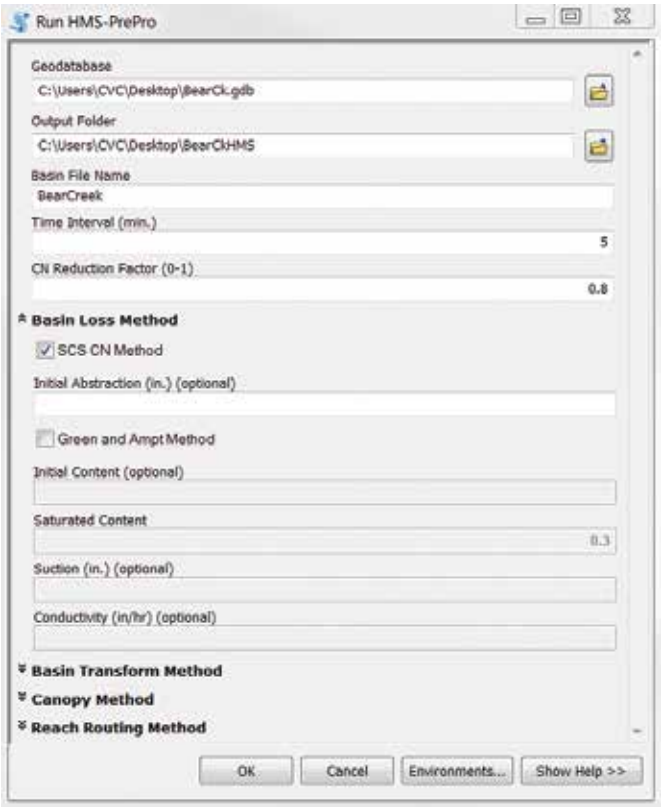 Run HMS-PrePro
Geodatabase
C:\Users\CVC\Desktop\BearCk.gdb
Output Folder
C:\Users\CVC\Desktop\BearCkHMS
Basin File Name
BearCreek
Time Interval (min.)
5
CN Reduction Factor (0-1)
0.8
Basin Loss Method
SCS CN Method
Initial Abstraction (in.) (optional)
Green and Ampt Method
Initial Content (optional)
Saturated Content
0.3
Suction (in.) (optional)
Conductivity (in/hr) (optional)
Basin Transform Method
Canopy Method
Reach Routing Method
OK Cancel Environments... Show Help >>